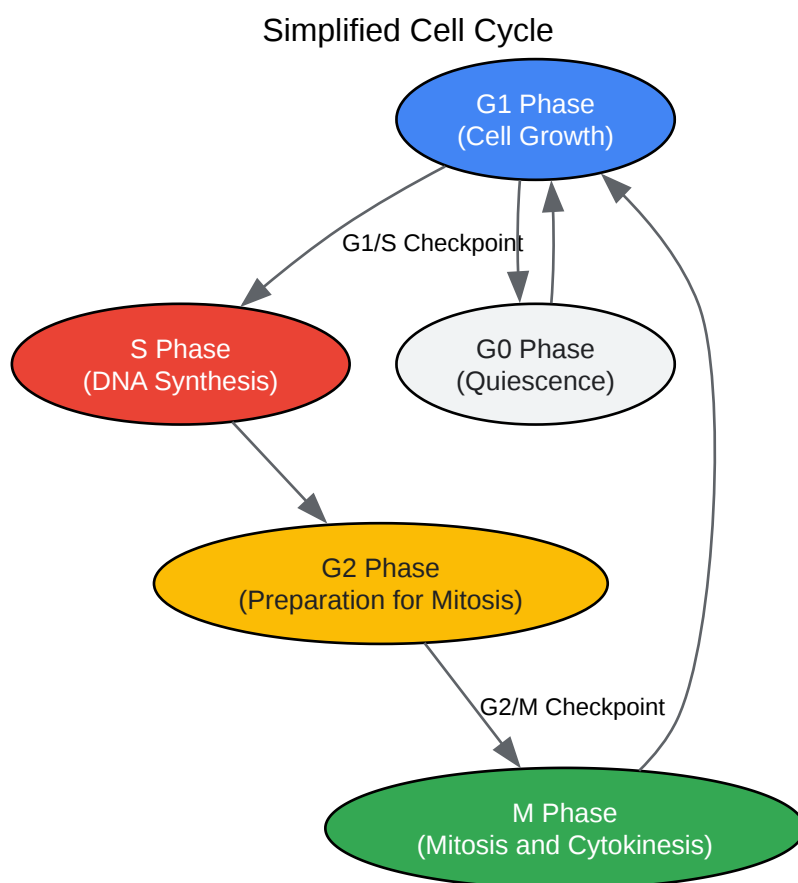 Simplified Cell Cycle
G1 Phase
(Cell Growth)
G1/S Checkpoint
S Phase
(DNA Synthesis)
G0 Phase
(Quiescence)
G2 Phase
(Preparation for Mitosis)
G2/M Checkpoint
M Phase
(Mitosis and Cytokinesis)